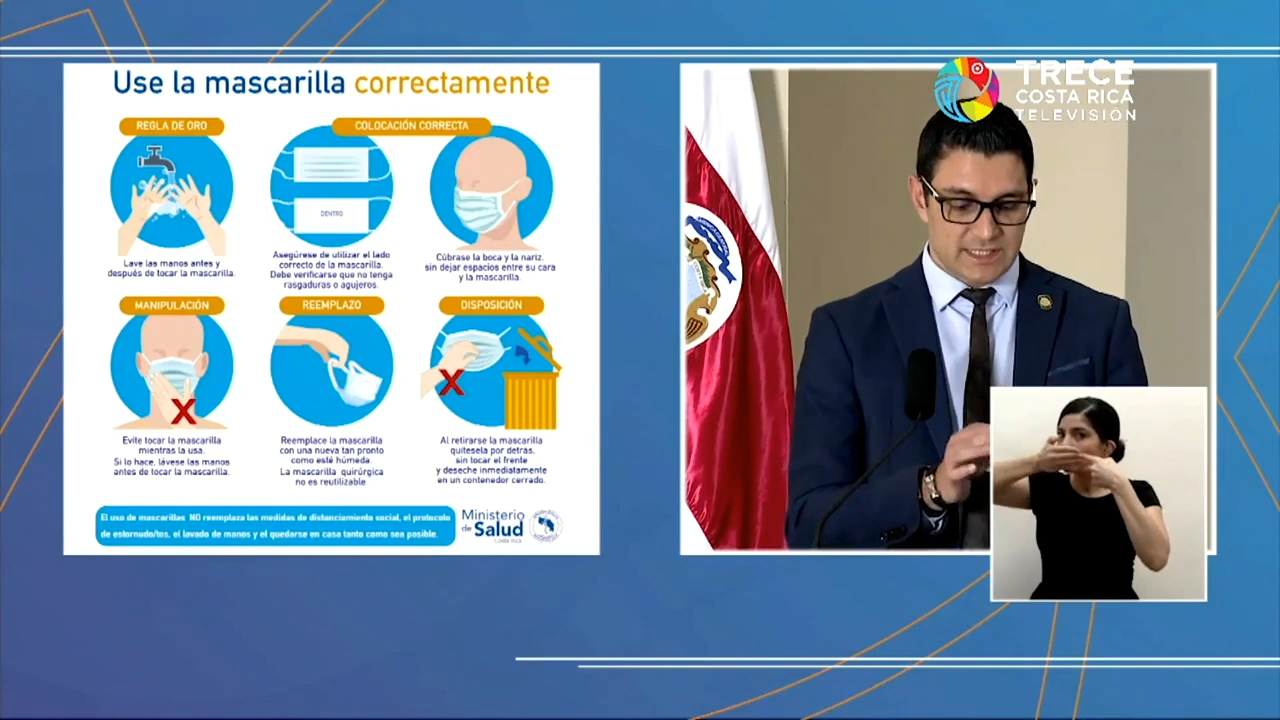 Use la mascarilla correctamente
REGLA DE ORO
Lave las manos antes y
después de tocar la mascarilla.
COLOCACIÓN CORRECTA
DENTRO
Asegúrese de utilizar el lado
correcto de la mascarilla.
Debe verificarse que no tenga
rasgaduras o agujeros.
Cúbrase la boca y la nariz.
sin dejar espacios entre su cara
y la mascarilla.
MANIPULACIÓN
Evite tocar la mascarilla
mientras la usa.
Si lo hace, lávese las manos
antes de tocar la mascarilla.
REEMPLAZO
Reemplace la mascarilla
con una nueva tan pronto
como esté húmeda.
La mascarilla quirúrgica
no es reutilizable
DISPOSICIÓN
Al retirarse la mascarilla
quítesela por detras.
sin tocar el frente
y deseche inmediatamente
en un contenedor cerrado.
El uso de mascarillas NO reemplaza las medidas de distanciamiento social, el protocolo
de estornudo/tos, el lavado de manos y el quedarse en casa tanto como sea posible.
Ministerio
de Salud
Costa Rica
TRECE
COSTA RICA
TELEVISIÓN